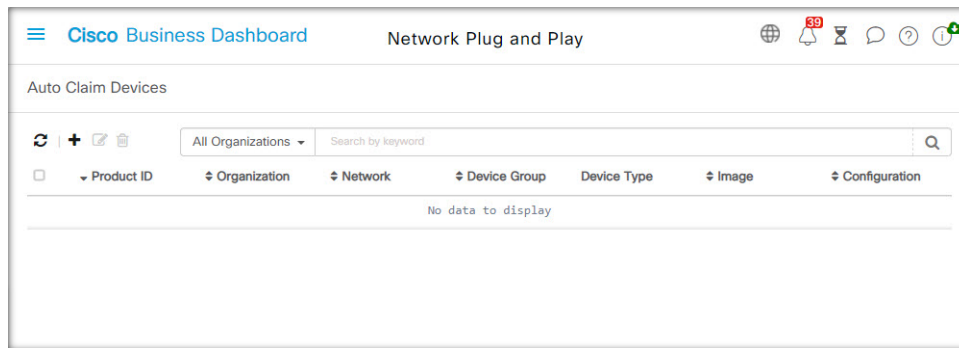 Cisco Business Dashboard Network Plug and Play 39
Auto Claim Devices
All Organizations Search by keyword
Product ID Organization Network Device Group Device Type Image Configuration
No data to display